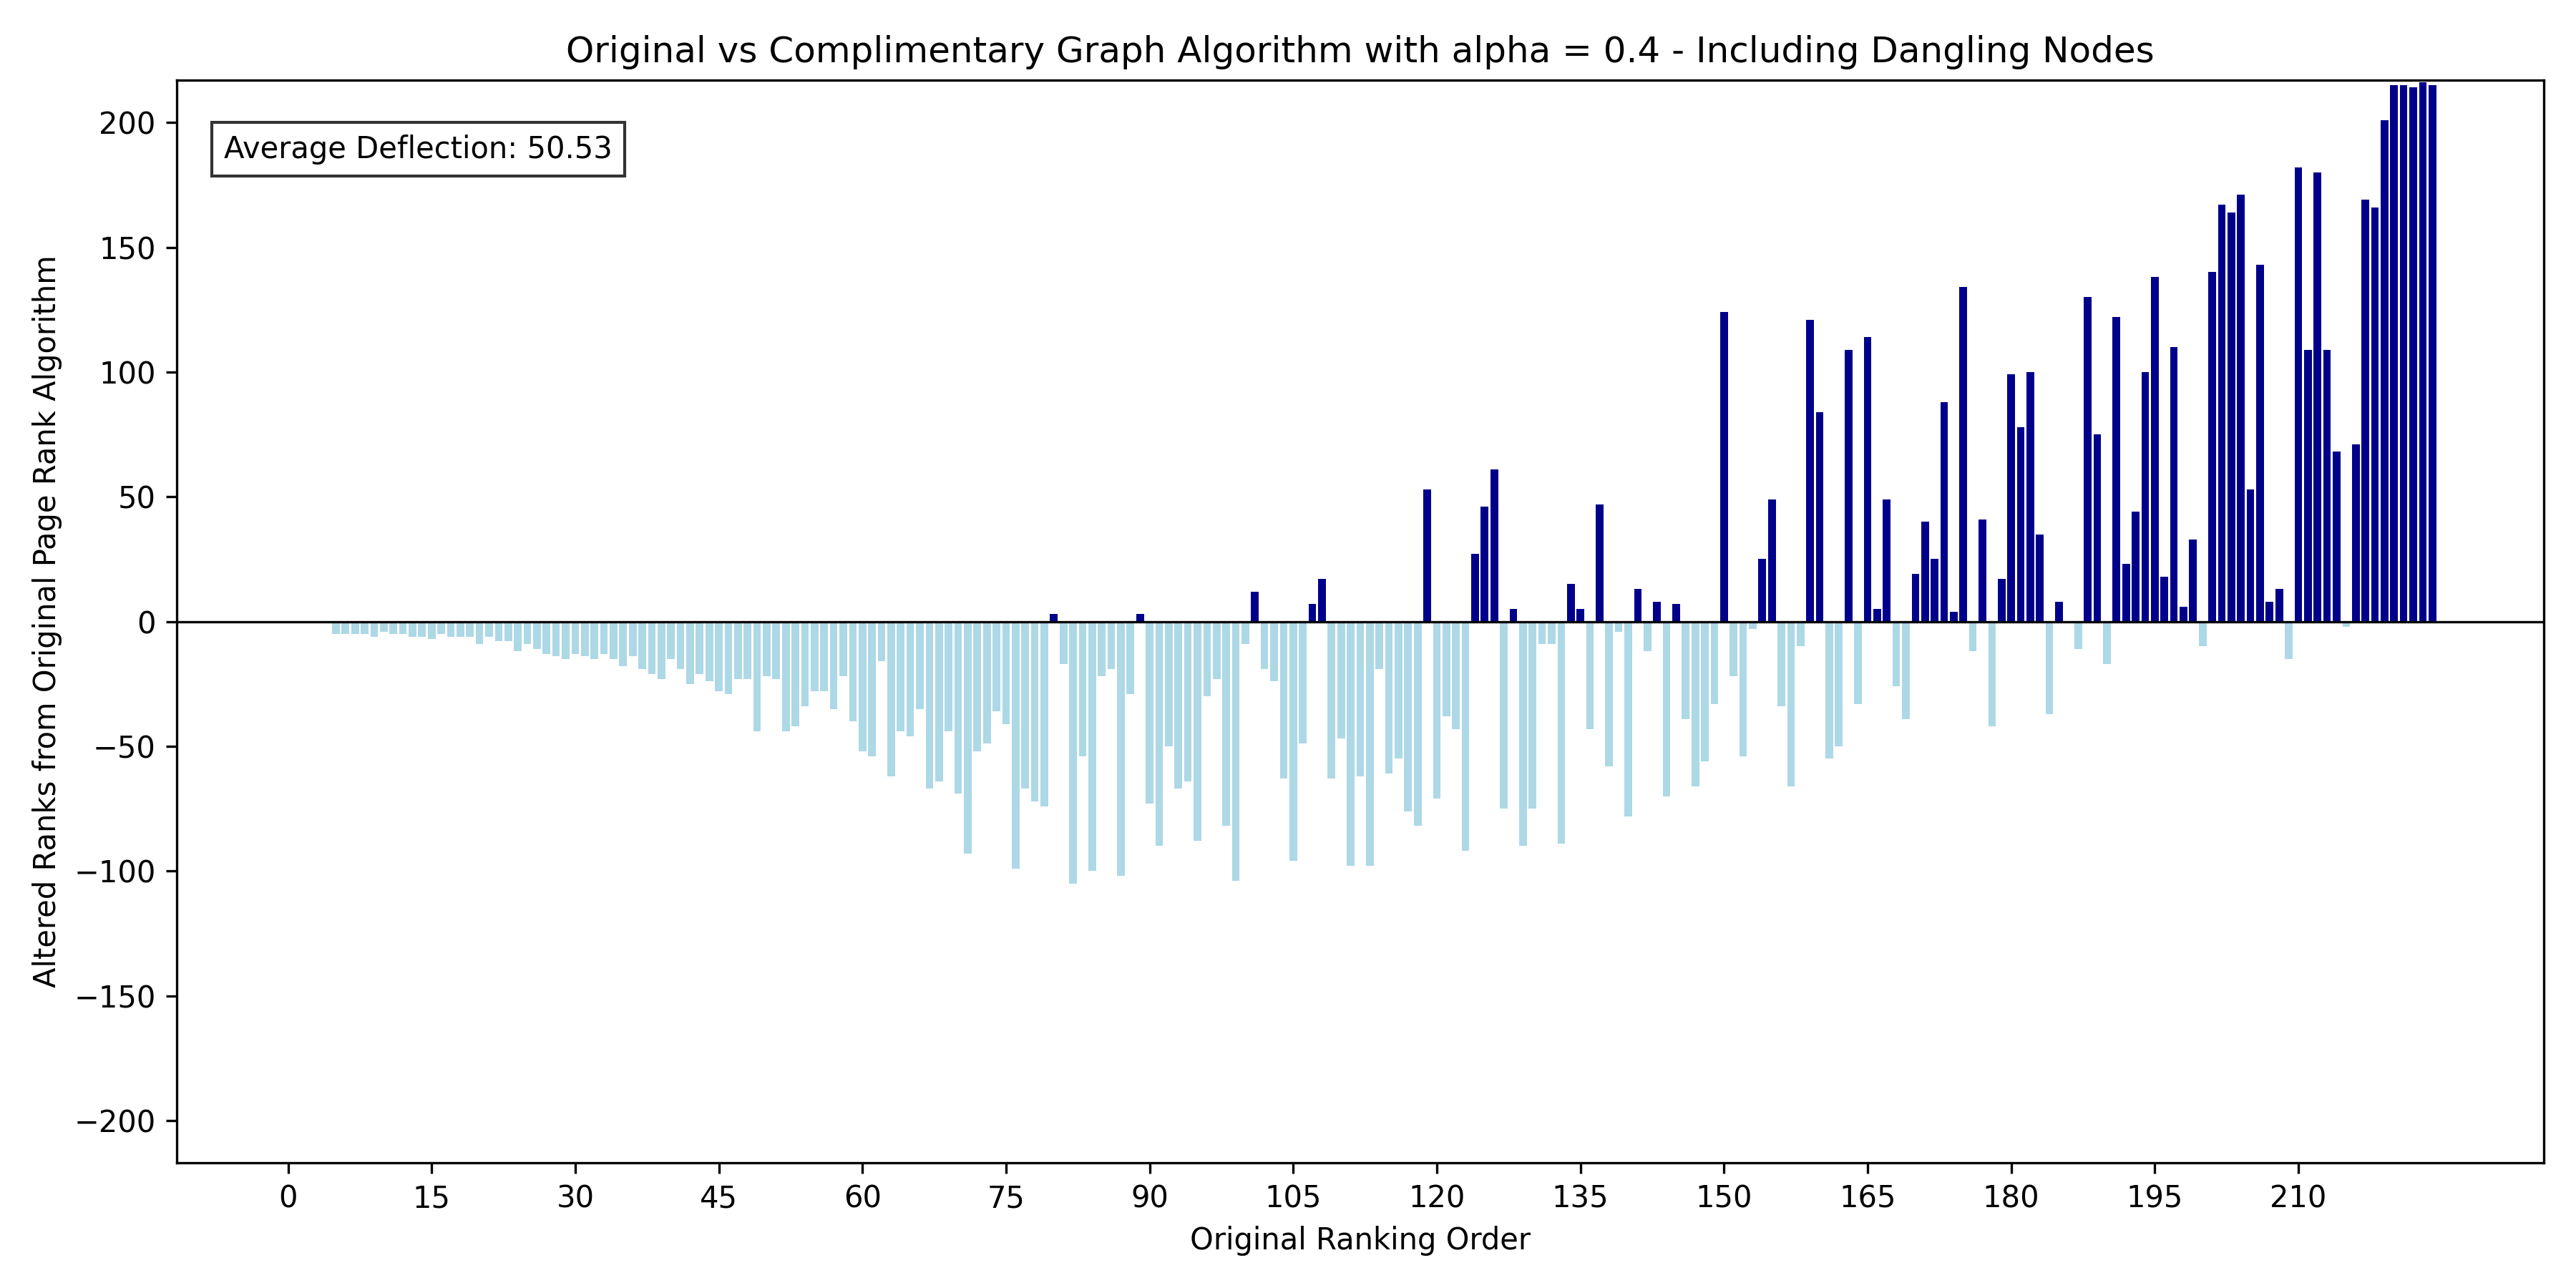 Original vs Complimentary Graph Algorithm with alpha = 0.4 - Including Dangling Nodes
Average Deflection: 50.53
Altered Ranks from Original Page Rank Algorithm
200
150
100
50
0
−50
−100
−150
−200
0 15 30 45 60 75 90 105 120 135 150 165 180 195 210
Original Ranking Order